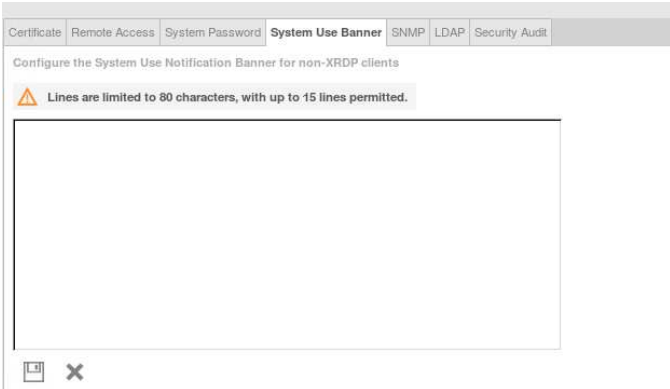 Certificate Remote Access System Password System Use Banner SNMP LDAP Security Audit
Configure the System Use Notification Banner for non-XRDP clients
Lines are limited to 80 characters, with up to 15 lines permitted.